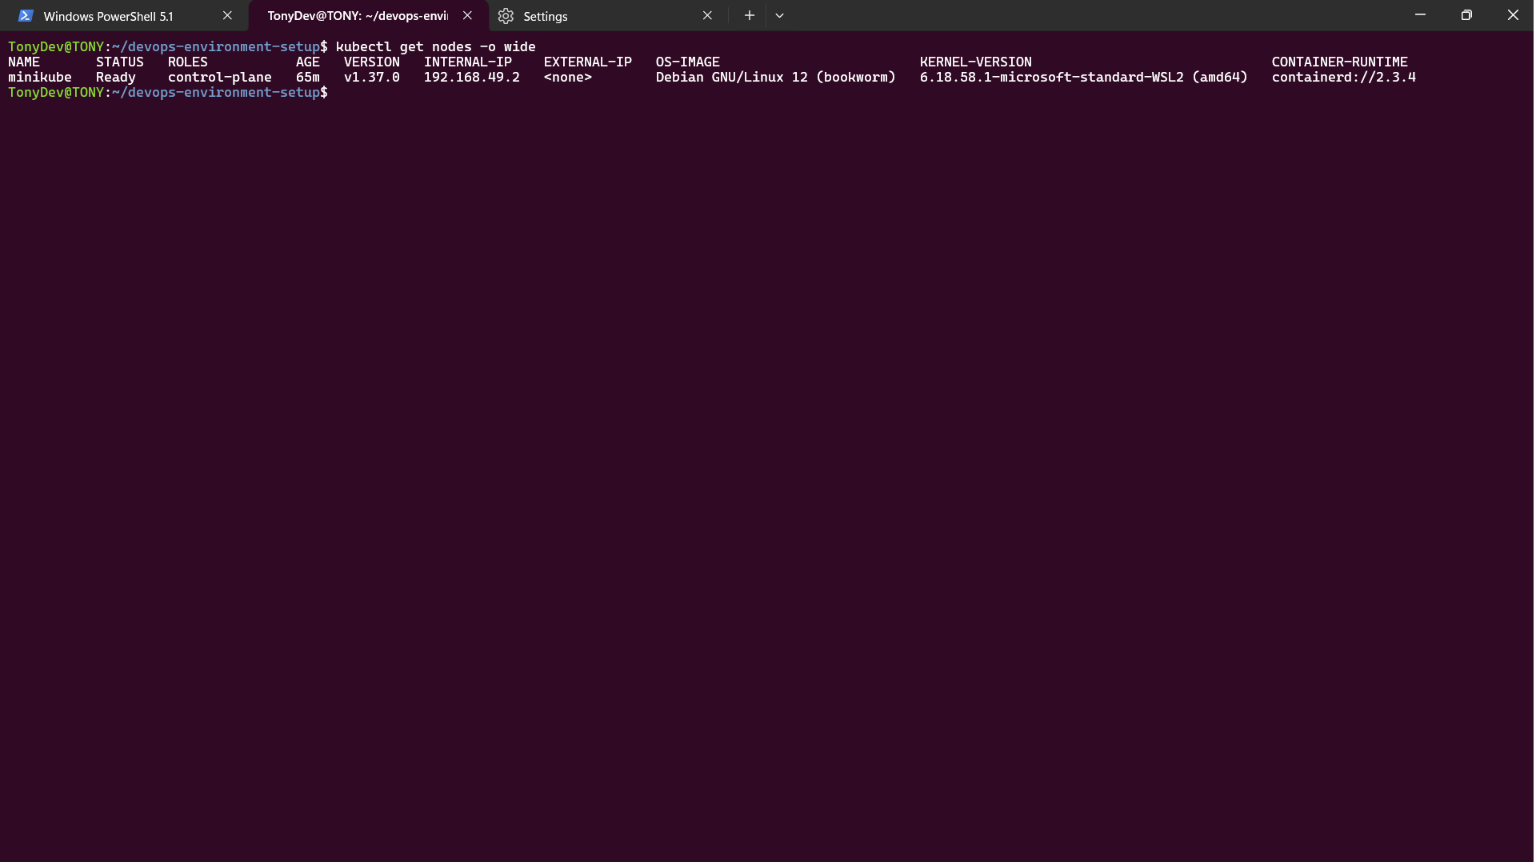 Windows PowerShell 5.1
TonyDev@TONY: ~/devops-envi
Settings
TonyDev@TONY:~/devops-environment-setup$ kubectl get nodes -o wide
NAME STATUS ROLES AGE VERSION INTERNAL-IP EXTERNAL-IP OS-IMAGE KERNEL-VERSION CONTAINER-RUNTIME
minikube Ready control-plane 65m v1.37.0 192.168.49.2 <none> Debian GNU/Linux 12 (bookworm) 6.18.58.1-microsoft-standard-WSL2 (amd64) containerd://2.3.4
TonyDev@TONY:~/devops-environment-setup$